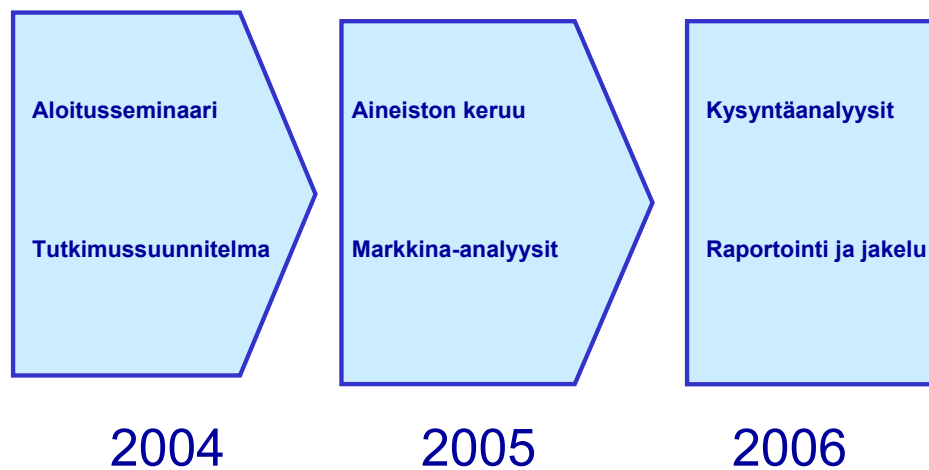 Aloitusseminaari
Tutkimussuunnitelma
Aineiston keruu
Markkina-analyysit
Kysyntäanalyysit
Raportointi ja jakelu
2004
2005
2006